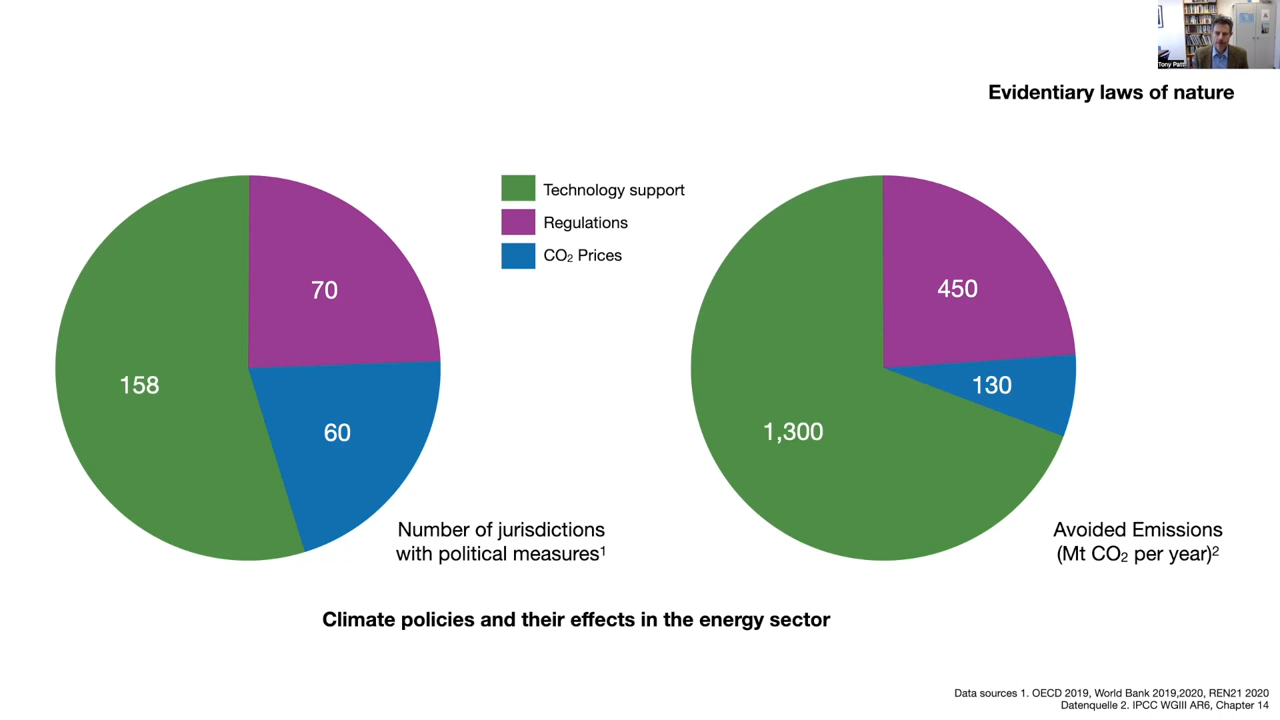 Tony Patt
Evidentiary laws of nature
Technology support
Regulations
CO₂ Prices
70
158
60
450
130
1,300
Number of jurisdictions
with political measures¹
Avoided Emissions
(Mt CO₂ per year)²
Climate policies and their effects in the energy sector
Data sources 1. OECD 2019, World Bank 2019,2020, REN21 2020
Datenquelle 2. IPCC WGIII AR6, Chapter 14